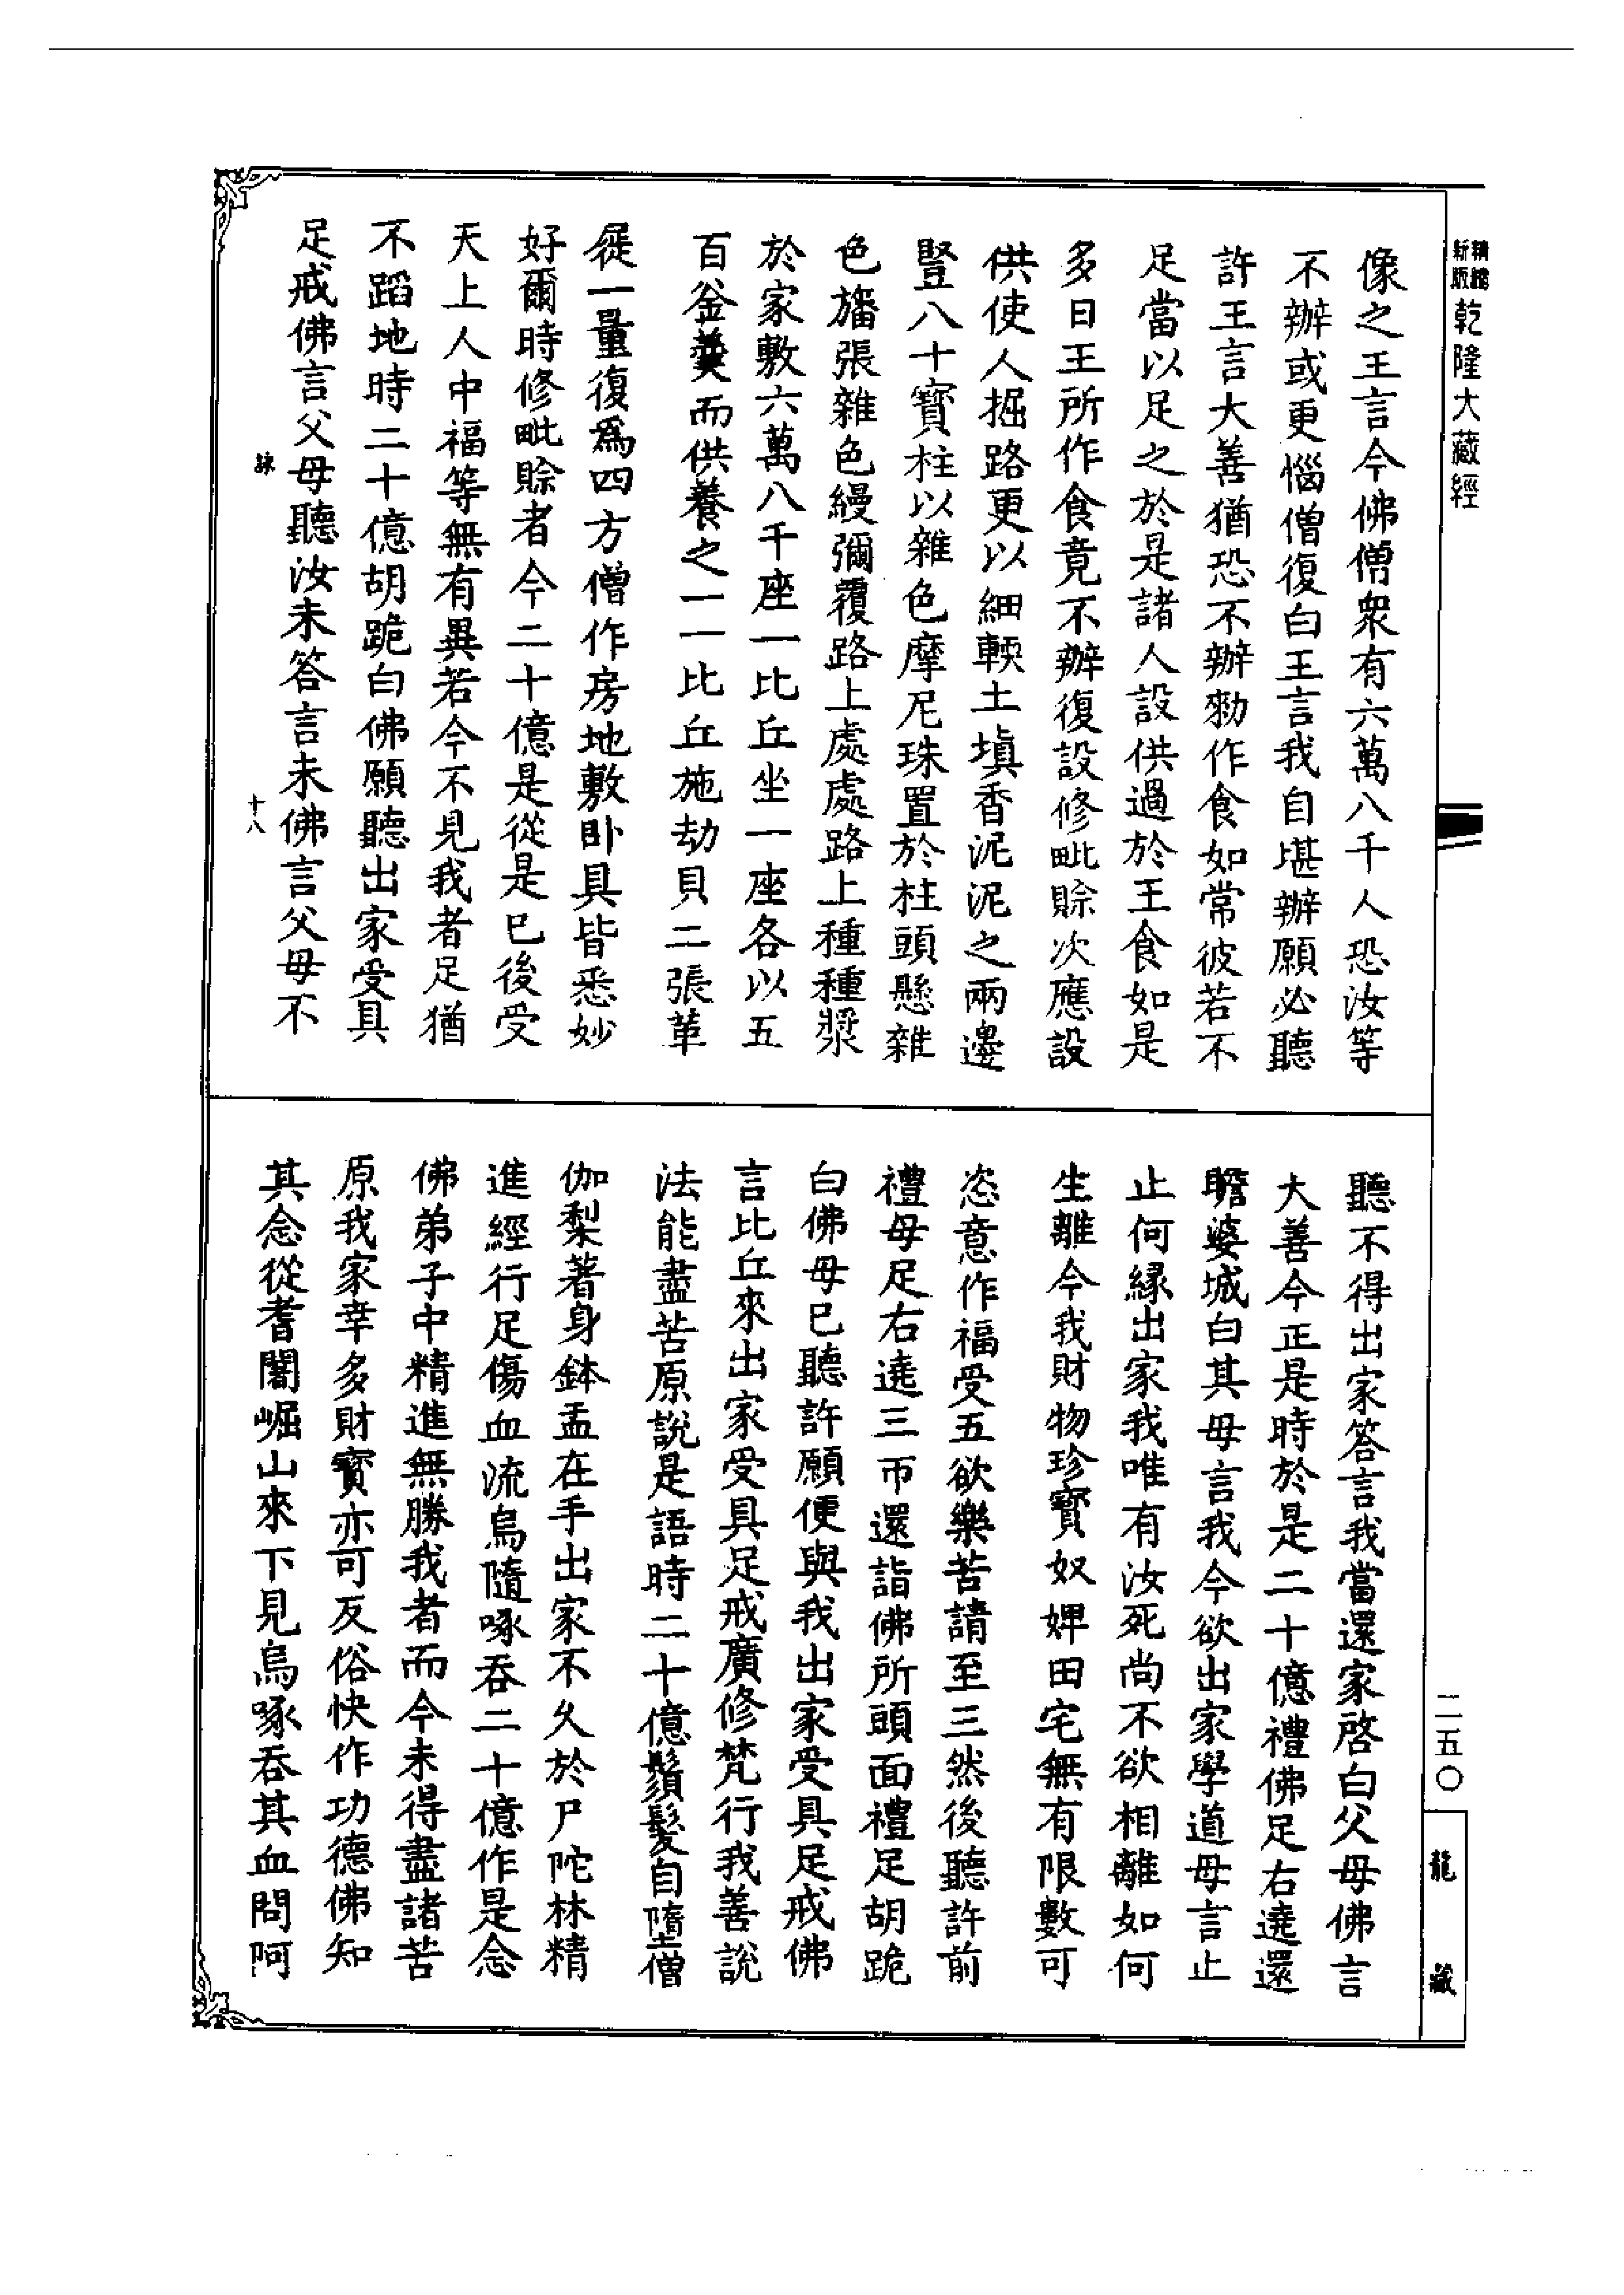 精縮
新版
乾隆大藏經
像之王言今佛僧衆有六萬八千人恐汝等
不辦或更惱僧復白王言我自堪辦願必聽
許王言大善猶恐不辦勑作食如常彼若不
足當以足之於是諸人設供過於王食如是
多日王所作食竟不辦復設修毗賒次應設
供使人掘路更以細輭土塡香泥泥之兩邊
豎八十寶柱以雜色摩尼珠置於柱頭懸雜
色旛張雜色縵彌覆路上處處路上種種漿
於家敷六萬八千座一比丘坐一座各以五
百釜羹而供養之一一比丘施劫貝二張革
屣一量復爲四方僧作房地敷卧具皆悉妙
好爾時修毗賒者今二十億是從是已後受
天上人中福等無有異若今不見我者足猶
不蹈地時二十億胡跪白佛願聽出家受具
足戒佛言父母聽汝未答言未佛言父母不
詠
十八
聽不得出家答言我當還家啓白父母佛言
大善今正是時於是二十億禮佛足右遶還
瞻婆城白其母言我今欲出家學道母言止
止何緣出家我唯有汝死尚不欲相離如何
生離今我財物珍寶奴婢田宅無有限數可
恣意作福受五欲樂苦請至三然後聽許前
禮母足右遶三帀還詣佛所頭面禮足胡跪
白佛母已聽許願便與我出家受具足戒佛
言比丘來出家受具足戒廣修梵行我善說
法能盡苦原說是語時二十億鬚髮自墮僧
伽梨著身鉢盂在手出家不久於尸陀林精
進經行足傷血流烏隨啄吞二十億作是念
佛弟子中精進無勝我者而今未得盡諸苦
原我家幸多財寶亦可反俗快作功德佛知
其念從耆闍崛山來下見烏啄吞其血問阿
二五〇
龍藏